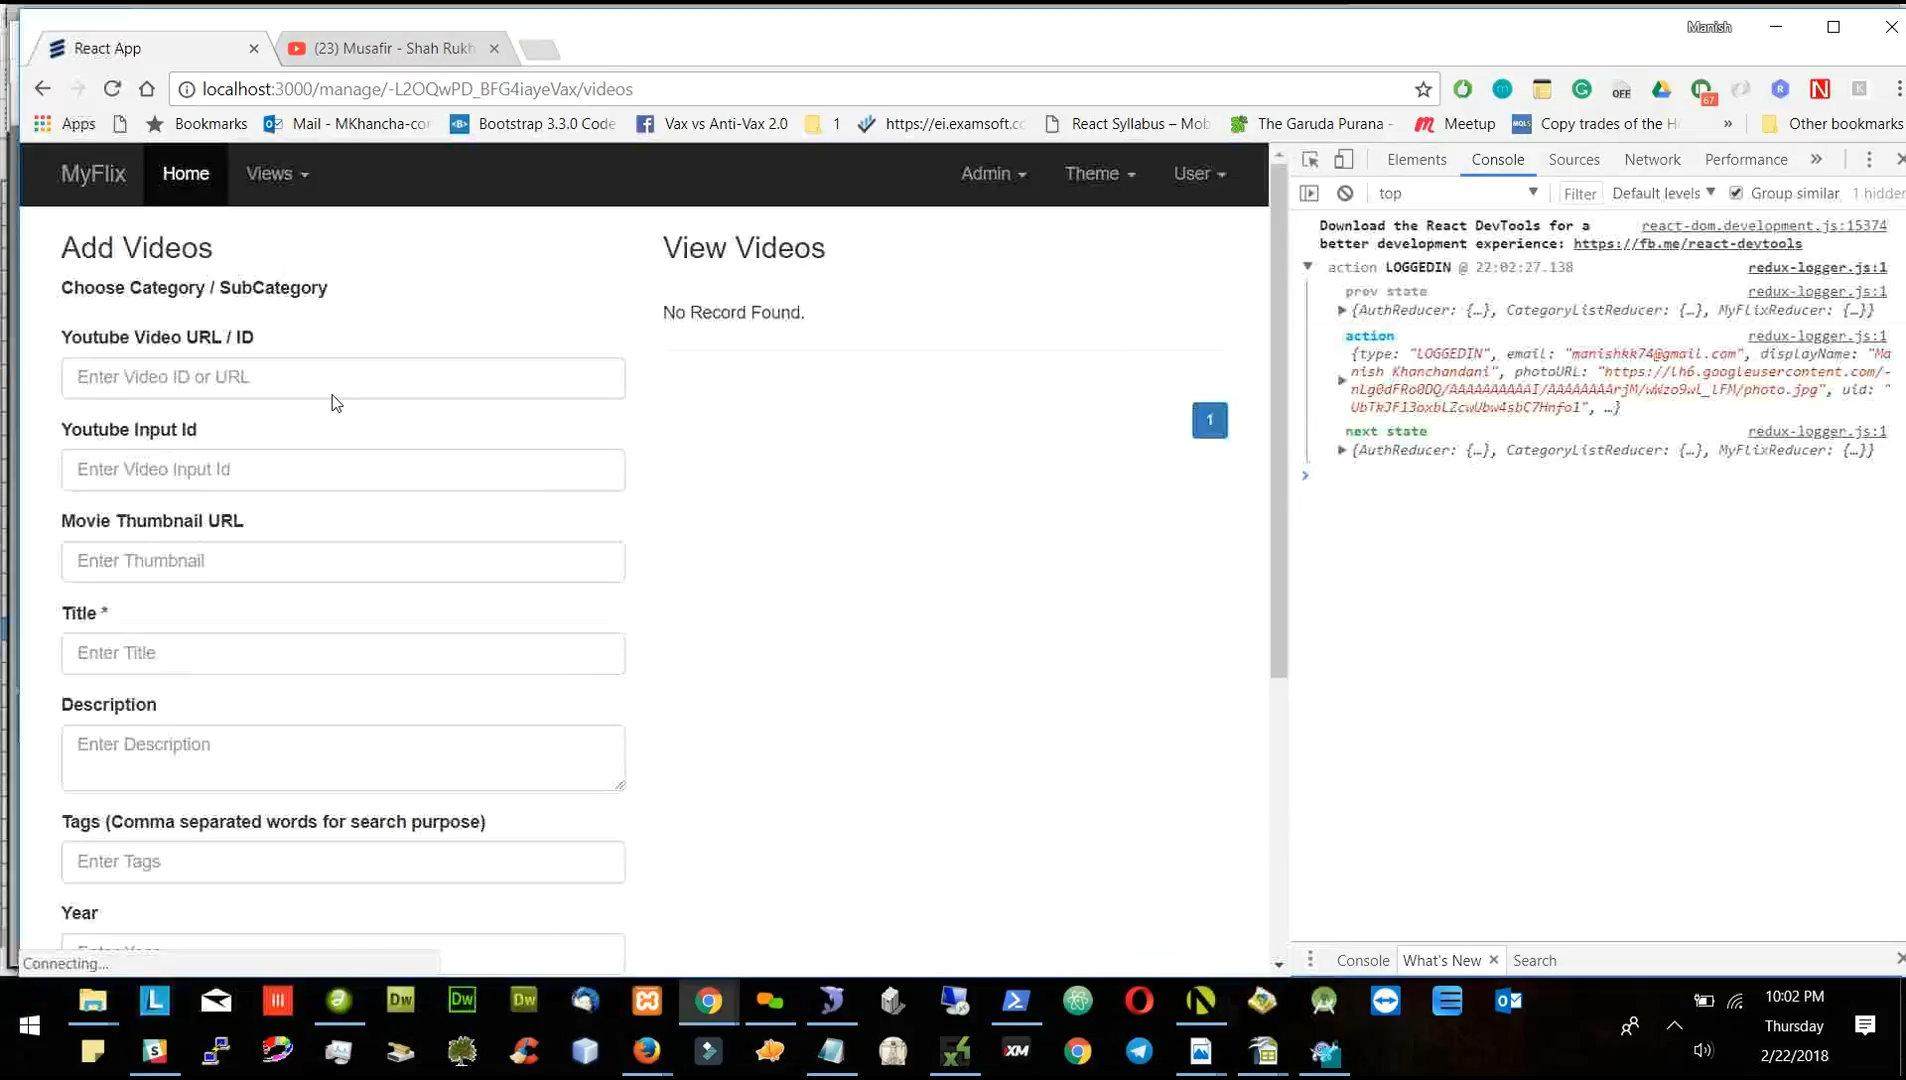 Manish
React App
(23) Musafir - Shah Rukh
localhost:3000/manage/-L2OQwPD_BFG4iayeVax/videos
OFF
67
Apps
Bookmarks
Mail - MKhancha-cor
Bootstrap 3.3.0 Code
Vax vs Anti-Vax 2.0
1
https://ei.examsoft.cc
React Syllabus – Mob
The Garuda Purana -
Meetup
Copy trades of the H
»
Other bookmarks
MyFlix
Home
Views
Admin
Theme
User
Add Videos
Choose Category / SubCategory
Youtube Video URL / ID
Enter Video ID or URL
Youtube Input Id
Enter Video Input Id
Movie Thumbnail URL
Enter Thumbnail
Title *
Enter Title
Description
Enter Description
Tags (Comma separated words for search purpose)
Enter Tags
Year
Connecting...
View Videos
No Record Found.
1
Elements Console Sources Network Performance »
top
Filter
Default levels
Group similar
1 hidden
Download the React DevTools for a react-dom.development.js:15374
better development experience: https://fb.me/react-devtools
action LOGGEDIN @ 22:02:27.138 redux-logger.js:1
prev state redux-logger.js:1
{AuthReducer: {…}, CategoryListReducer: {…}, MyFlixReducer: {…}}
action redux-logger.js:1
{type: "LOGGEDIN", email: "manishkk74@gmail.com", displayName: "Ma
nish Khanchandani", photoURL: "https://lh6.googleusercontent.com/-
next state redux-logger.js:1
{AuthReducer: {…}, CategoryListReducer: {…}, MyFlixReducer: {…}}
Console
What's New
Search
L
Dw
Dw
Dw
XM
10:02 PM
Thursday
2/22/2018